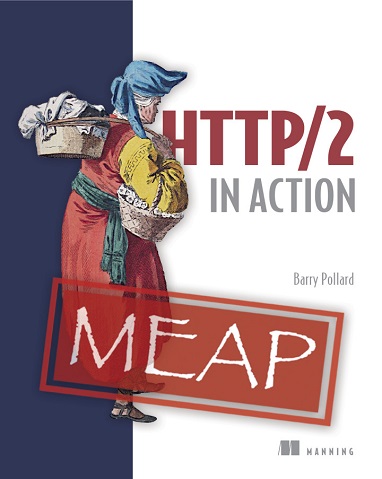 HTTP/2
IN ACTION
Barry Pollard
MEAP
MANNING